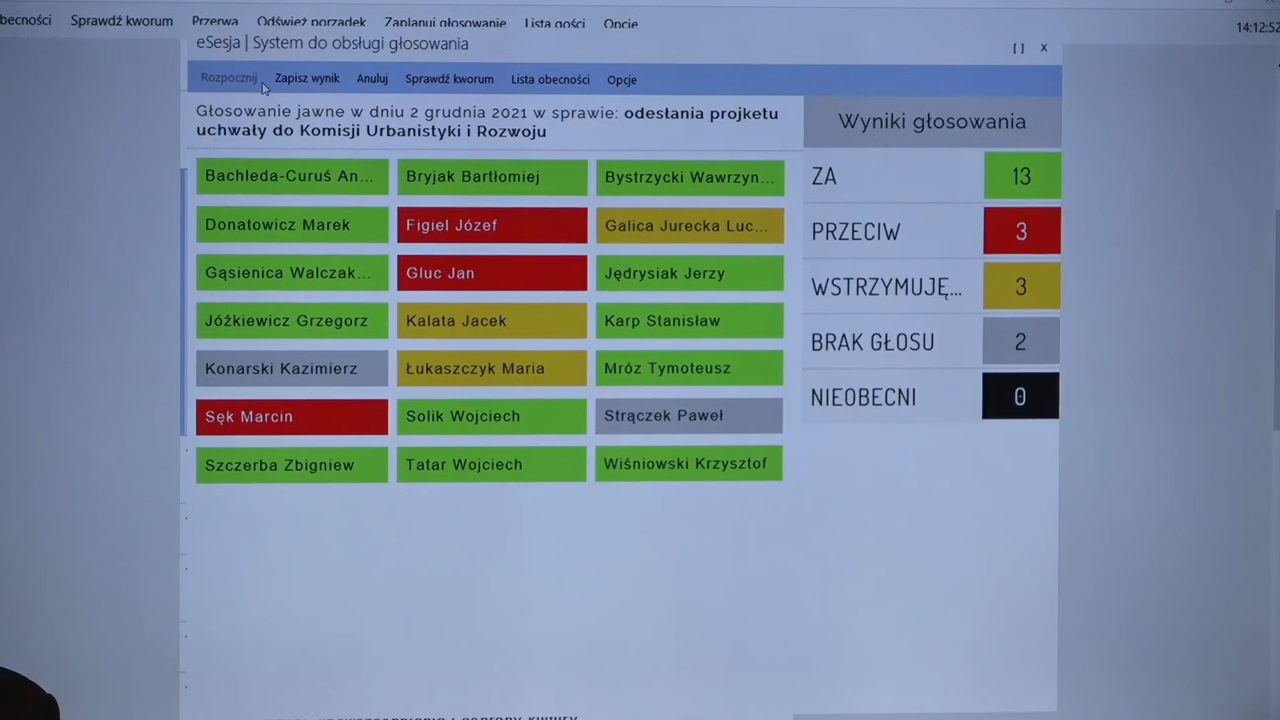 becności Sprawdź kworum Przerwa Odśwież porządek Zaplanuj głosowanie Lista gości Opcje
14:12:52
eSesja | System do obsługi głosowania
[ ] x
Rozpocznij Zapisz wynik Anuluj Sprawdź kworum Lista obecności Opcje
Głosowanie jawne w dniu 2 grudnia 2021 w sprawie: odesłania projketu
uchwały do Komisji Urbanistyki i Rozwoju
Wyniki głosowania
Bachleda-Curuś An... Bryjak Bartłomiej Bystrzycki Wawrzyn...
Donatowicz Marek Figiel Józef Galica Jurecka Luc...
Gąsienica Walczak... Gluc Jan Jędrysiak Jerzy
Jóźkiewicz Grzegorz Kalata Jacek Karp Stanisław
Konarski Kazimierz Łukaszczyk Maria Mróz Tymoteusz
Sęk Marcin Solik Wojciech Strączek Paweł
Szczerba Zbigniew Tatar Wojciech Wiśniowski Krzysztof
ZA 13
PRZECIW 3
WSTRZYMUJĘ... 3
BRAK GŁOSU 2
NIEOBECNI 0